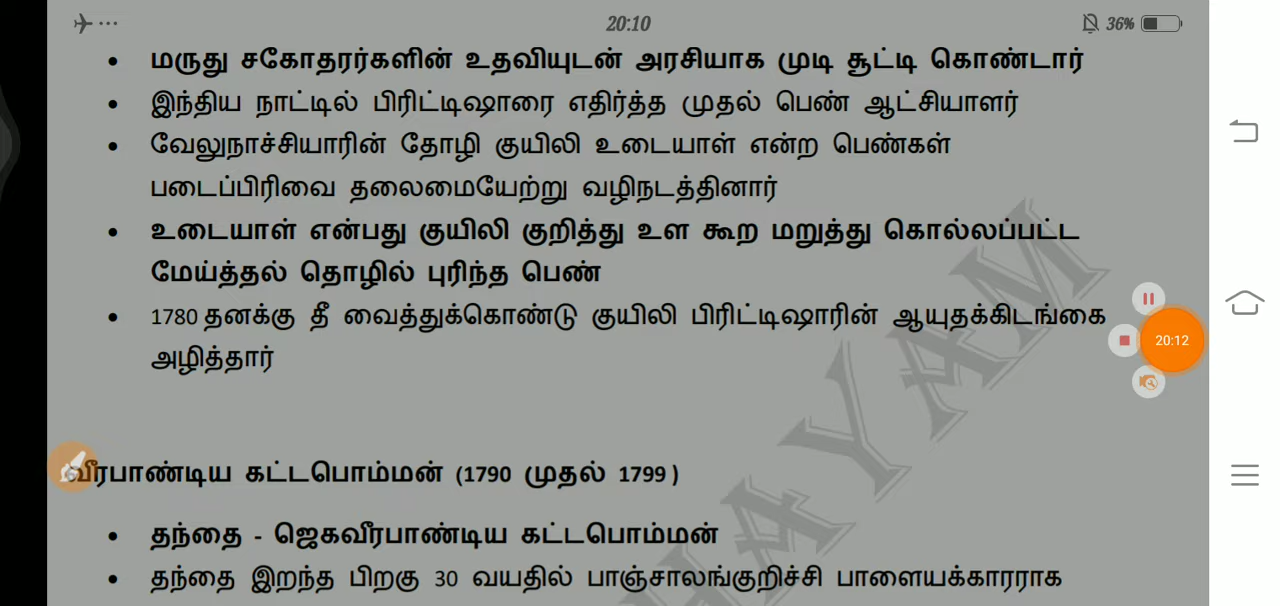 20:10
36%
மருது சகோதரர்களின் உதவியுடன் அரசியாக முடி சூட்டி கொண்டார்
இந்திய நாட்டில் பிரிட்டிஷாரை எதிர்த்த முதல் பெண் ஆட்சியாளர்
வேலுநாச்சியாரின் தோழி குயிலி உடையாள் என்ற பெண்கள்
படைப்பிரிவை தலைமையேற்று வழிநடத்தினார்
உடையாள் என்பது குயிலி குறித்து உள கூற மறுத்து கொல்லப்பட்ட
மேய்த்தல் தொழில் புரிந்த பெண்
1780 தனக்கு தீ வைத்துக்கொண்டு குயிலி பிரிட்டிஷாரின் ஆயுதக்கிடங்கை
அழித்தார்
20:12
வீரபாண்டிய கட்டபொம்மன் (1790 முதல் 1799 )
தந்தை - ஜெகவீரபாண்டிய கட்டபொம்மன்
தந்தை இறந்த பிறகு 30 வயதில் பாஞ்சாலங்குறிச்சி பாளையக்காரராக